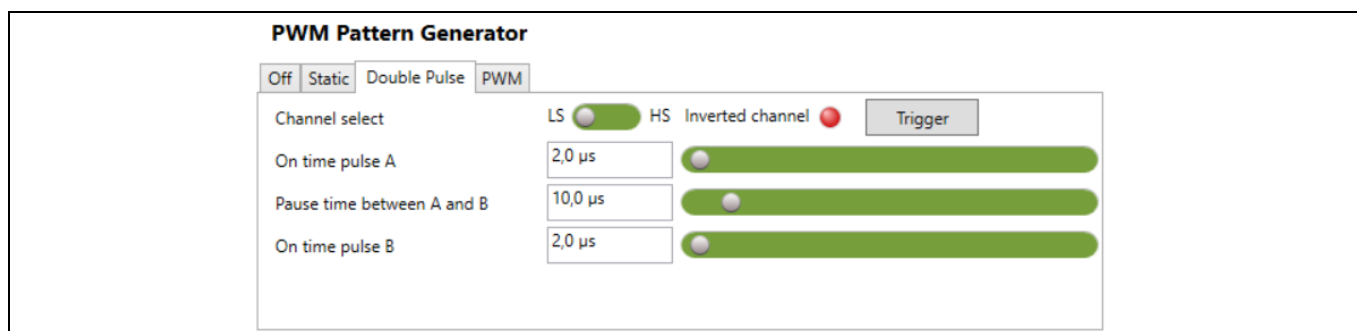 PWM Pattern Generator
Off Static Double Pulse PWM
Channel select LS HS Inverted channel Trigger
On time pulse A 2,0 µs
Pause time between A and B 10,0 µs
On time pulse B 2,0 µs